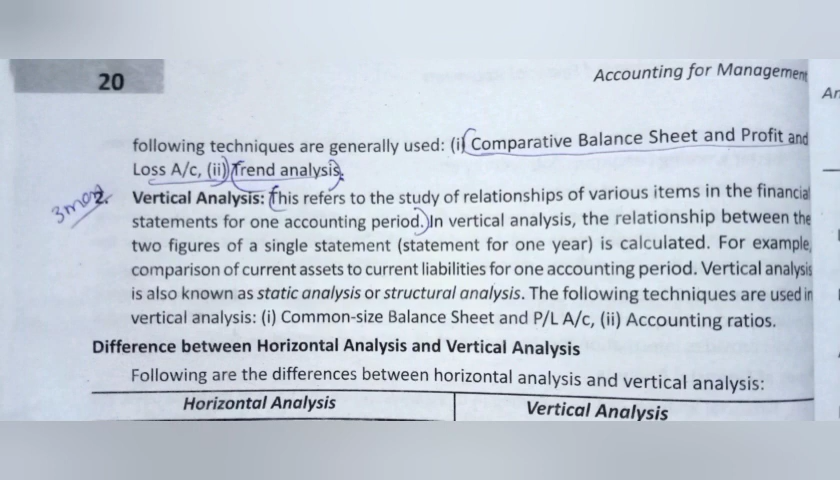 20
Accounting for Management
following techniques are generally used: (i) Comparative Balance Sheet and Profit and
Loss A/c, (ii) Trend analysis.
2. Vertical Analysis: This refers to the study of relationships of various items in the financial
statements for one accounting period. In vertical analysis, the relationship between the
two figures of a single statement (statement for one year) is calculated. For example,
comparison of current assets to current liabilities for one accounting period. Vertical analysis
is also known as static analysis or structural analysis. The following techniques are used in
vertical analysis: (i) Common-size Balance Sheet and P/L A/c, (ii) Accounting ratios.
Difference between Horizontal Analysis and Vertical Analysis
Following are the differences between horizontal analysis and vertical analysis:
Horizontal Analysis
Vertical Analysis